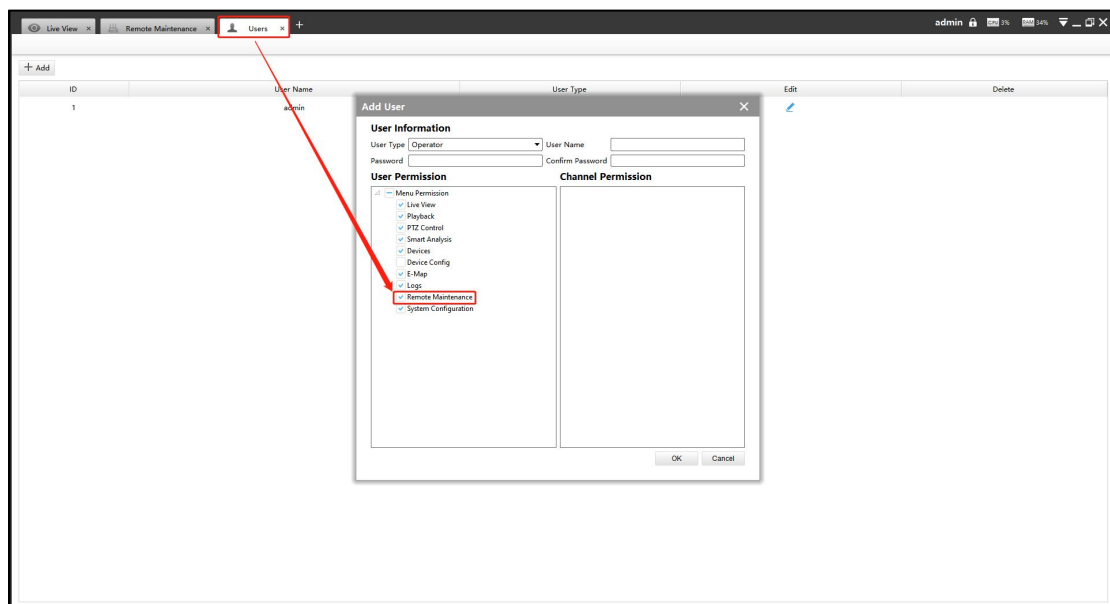 Live View × Remote Maintenance × Users × + admin CPU 3% RAM 34%
+ Add
ID User Name User Type Edit Delete
1 admin
Add User ×
User Information
User Type Operator User Name
Password Confirm Password
User Permission Channel Permission
Menu Permission
Live View
Playback
PTZ Control
Smart Analysis
Devices
Device Config
E-Map
Logs
Remote Maintenance
System Configuration
OK Cancel